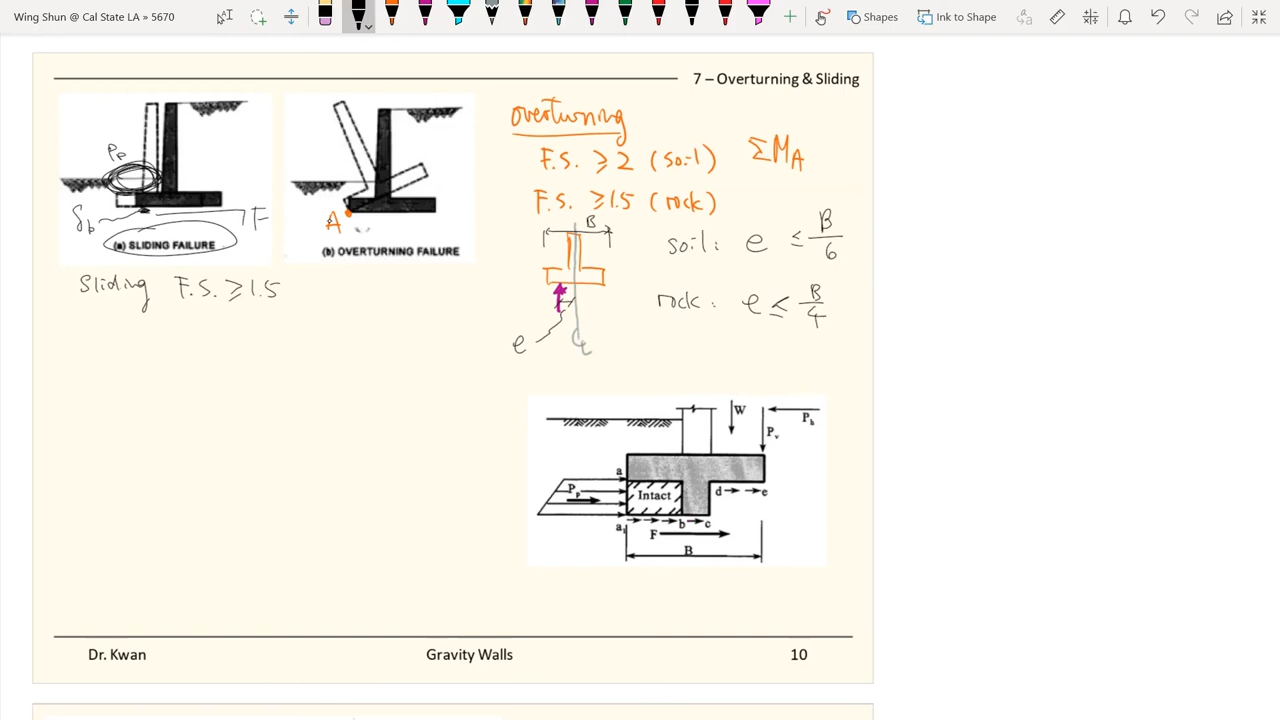 Wing Shun @ Cal State LA » 5670
Shapes
Ink to Shape
7 – Overturning & Sliding
Pp
δb
F
(a) SLIDING FAILURE
Sliding F.S. ≥ 1.5
A
(b) OVERTURNING FAILURE
overturning
F.S. ≥ 2 (soil) ΣMA
F.S. ≥ 1.5 (rock)
B
e
soil: e ≤ B/6
rock: e ≤ B/4
W
Ph
Pv
a
Pp
Intact
d e
a1 b c
F
B
Dr. Kwan
Gravity Walls
10